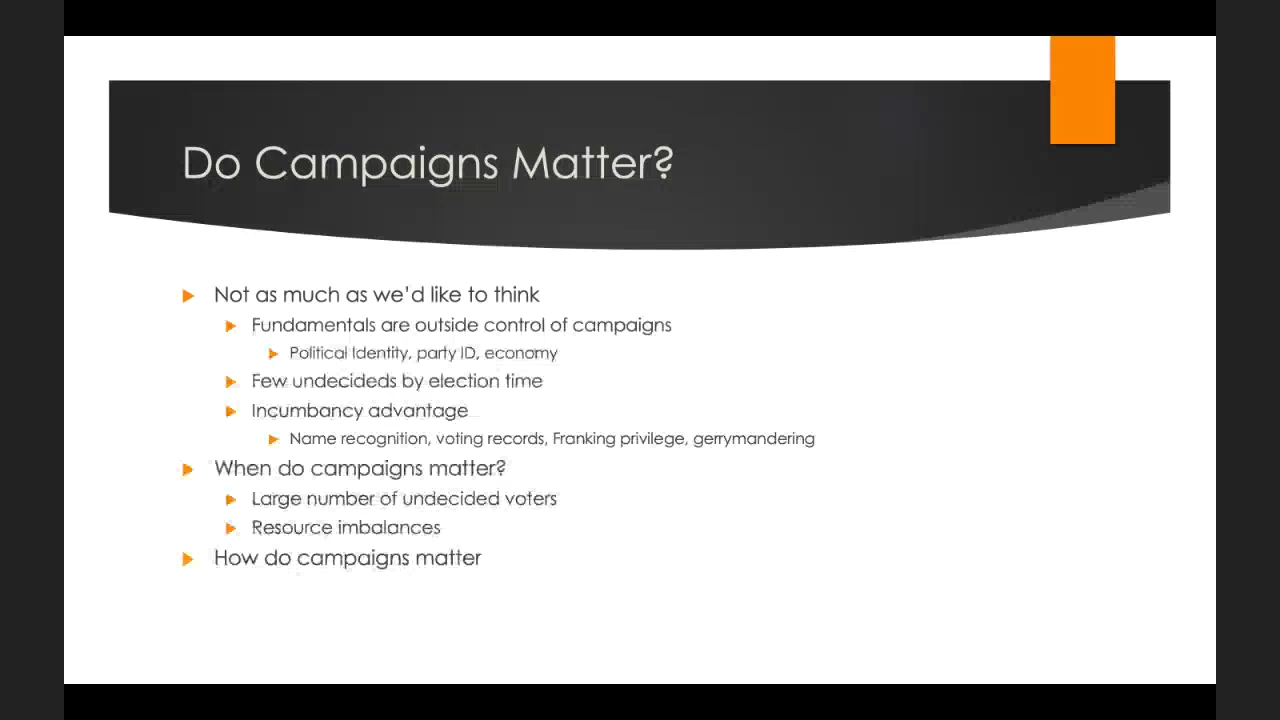 Do Campaigns Matter?
Not as much as we'd like to think
Fundamentals are outside control of campaigns
Political Identity, party ID, economy
Few undecideds by election time
Incumbancy advantage
Name recognition, voting records, Franking privilege, gerrymandering
When do campaigns matter?
Large number of undecided voters
Resource imbalances
How do campaigns matter